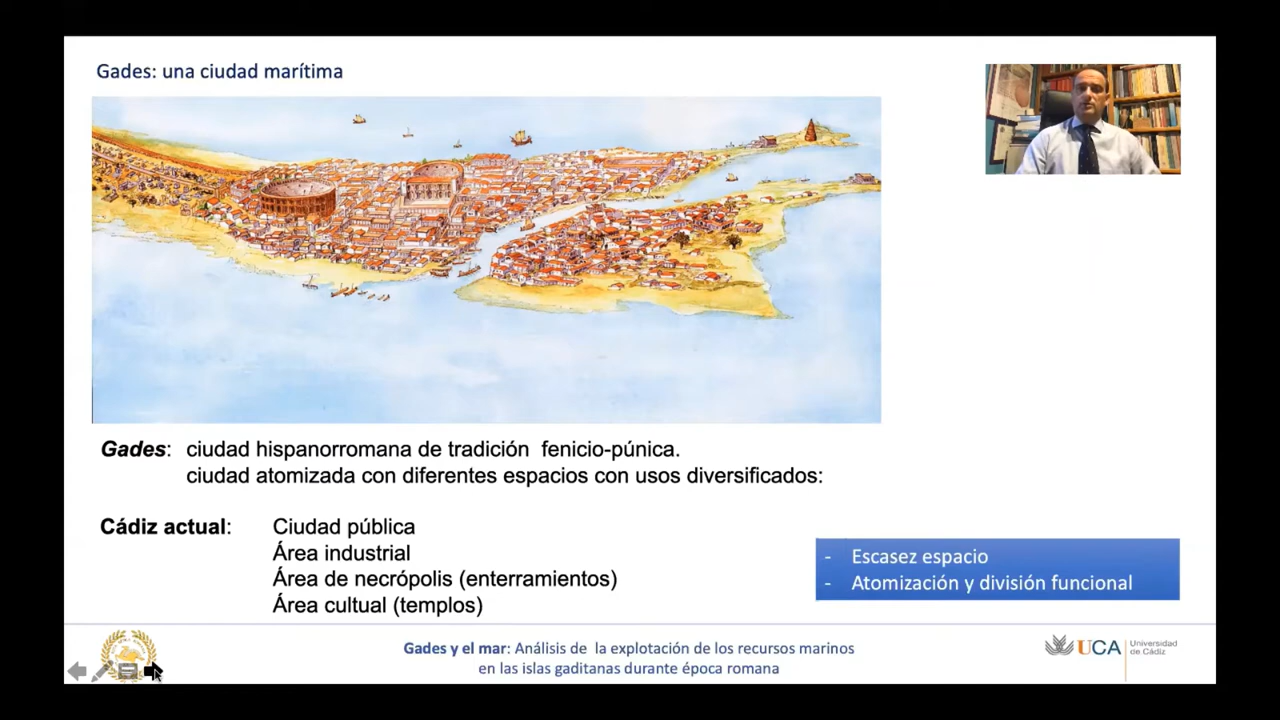 Gades: una ciudad marítima
Gades: ciudad hispanorromana de tradición fenicio-púnica.
ciudad atomizada con diferentes espacios con usos diversificados:
Cádiz actual: Ciudad pública
Área industrial
Área de necrópolis (enterramientos)
Área cultual (templos)
- Escasez espacio
- Atomización y división funcional
Gades y el mar: Análisis de la explotación de los recursos marinos
en las islas gaditanas durante época romana
UCA Universidad
de Cádiz